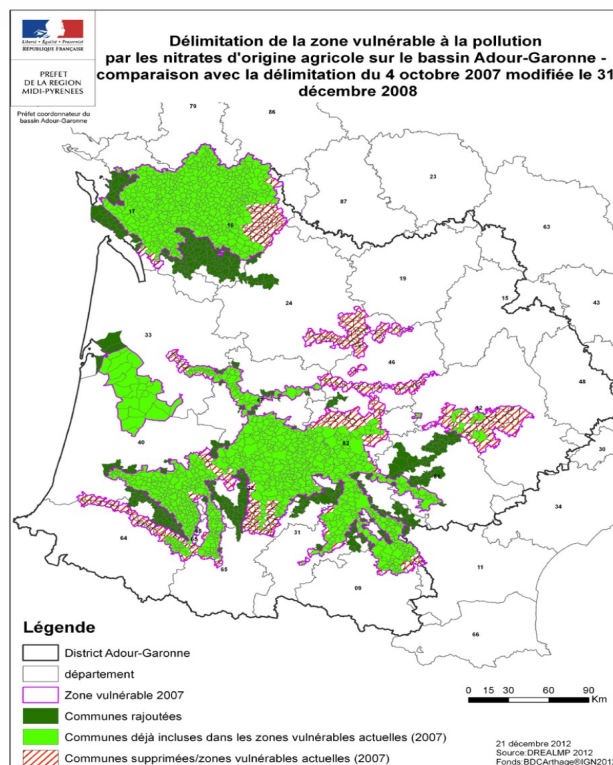 Liberté • Égalité • Fraternité
RÉPUBLIQUE FRANÇAISE
PREFET
DE LA REGION
MIDI-PYRENEES
Préfet coordonnateur du
bassin Adour-Garonne
Délimitation de la zone vulnérable à la pollution
par les nitrates d'origine agricole sur le bassin Adour-Garonne -
comparaison avec la délimitation du 4 octobre 2007 modifiée le 31
décembre 2008
79
86
87
23
63
17
16
19
15
43
24
33
46
48
40
82
12
30
34
31
64
65
09
11
66
Légende
District Adour-Garonne
département
Zone vulnérable 2007
Communes rajoutées
Communes déjà incluses dans les zones vulnérables actuelles (2007)
Communes supprimées/zones vulnérables actuelles (2007)
0 15 30 60 90
Km
21 décembre 2012
Source:DREALMP 2012
Fonds:BDCArthage®IGN201